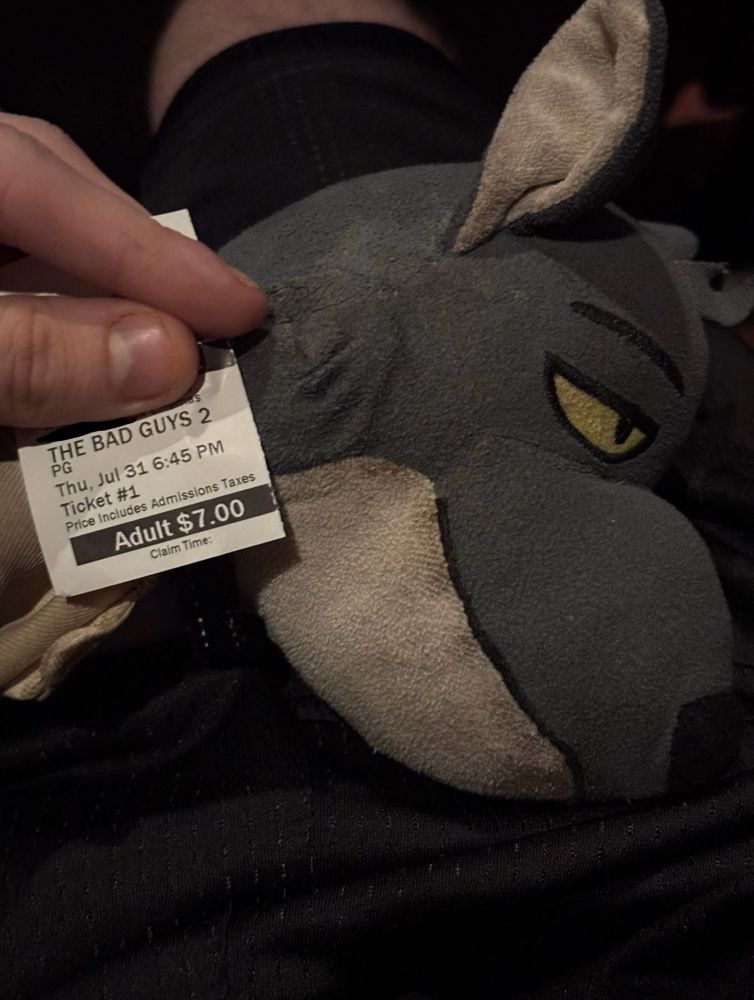 THE BAD GUYS 2
PG
Thu, Jul 31 6:45 PM
Ticket #1
Price Includes Admissions Taxes
Adult $7.00
Claim Time: